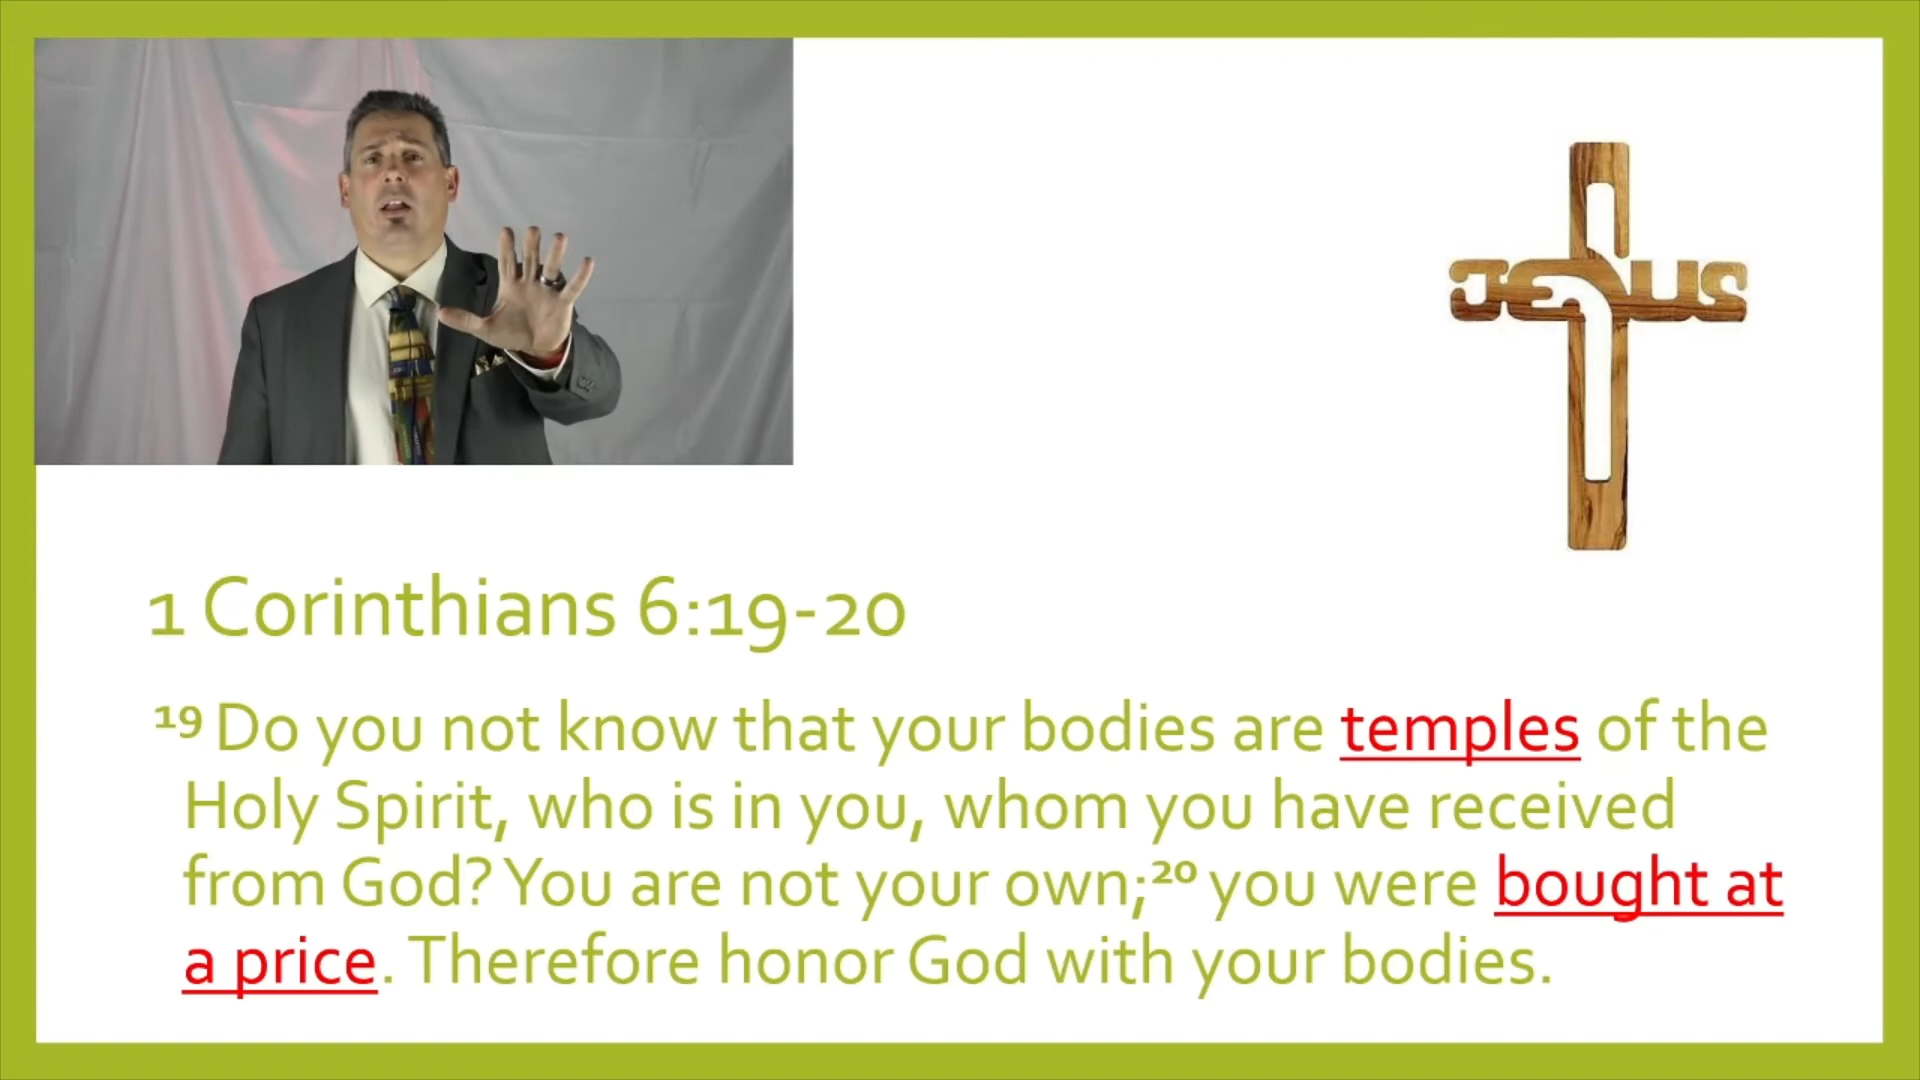 JESUS
1 Corinthians 6:19-20
19 Do you not know that your bodies are temples of the
Holy Spirit, who is in you, whom you have received
from God? You are not your own;20 you were bought at
a price. Therefore honor God with your bodies.